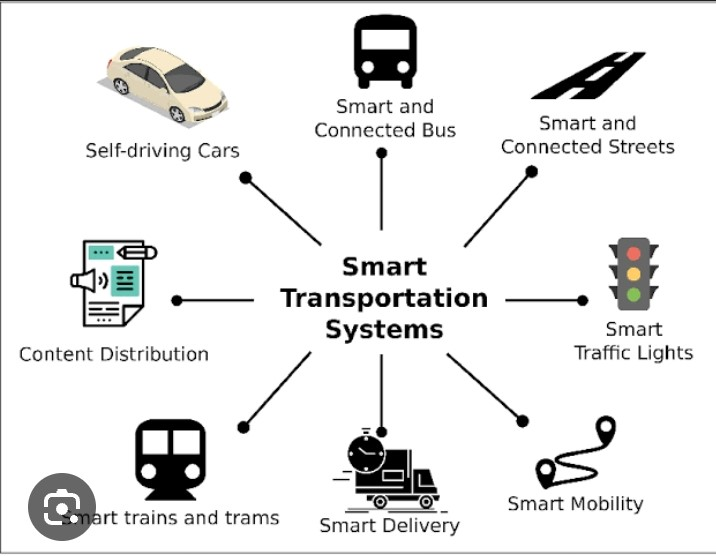 Smart and
Connected Bus
Smart and
Connected Streets
Self-driving Cars
Smart
Transportation
Systems
Smart
Traffic Lights
Content Distribution
Smart Mobility
Smart trains and trams
Smart Delivery